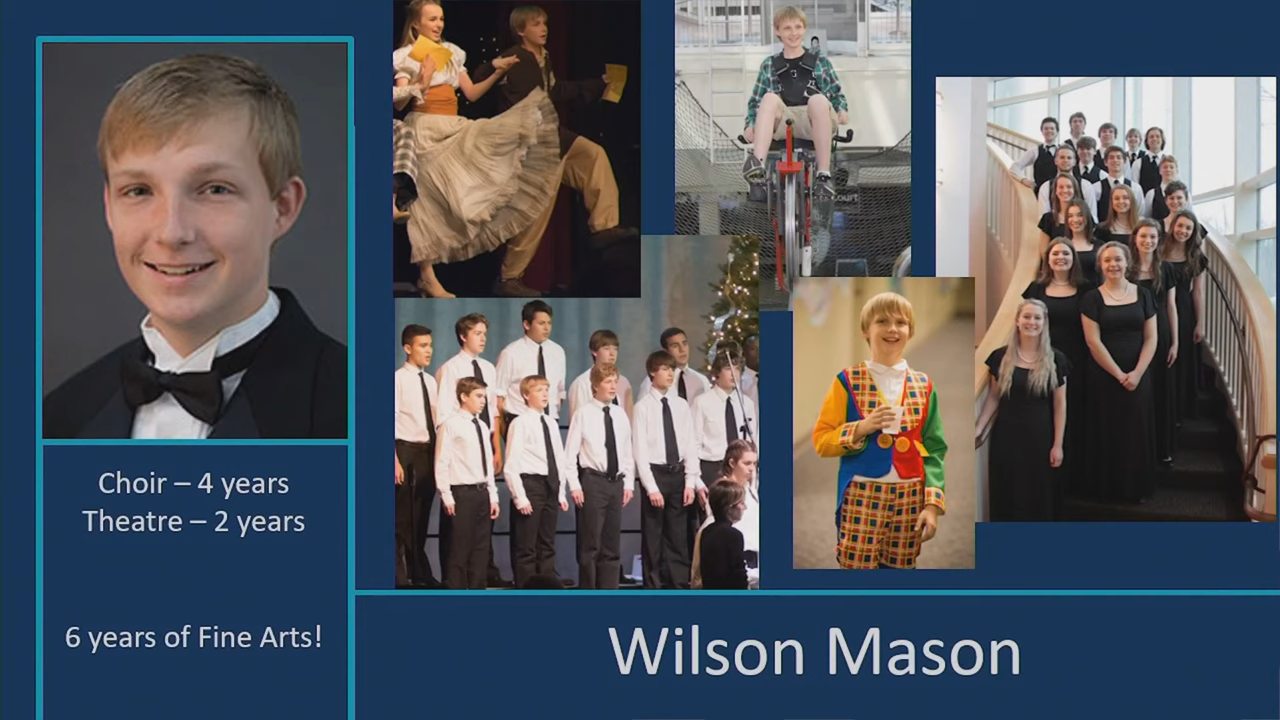 Choir – 4 years
Theatre – 2 years
6 years of Fine Arts!
Wilson Mason